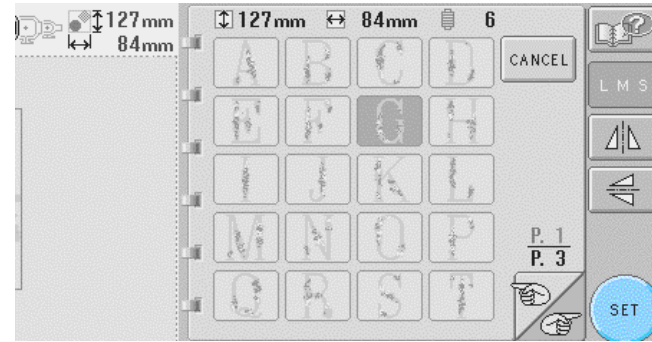 127mm
84mm
127mm 84mm 6
A B C D
CANCEL
L M S
E F G H
I J K L
M N O P
P. 1
P. 3
Q R S T
SET